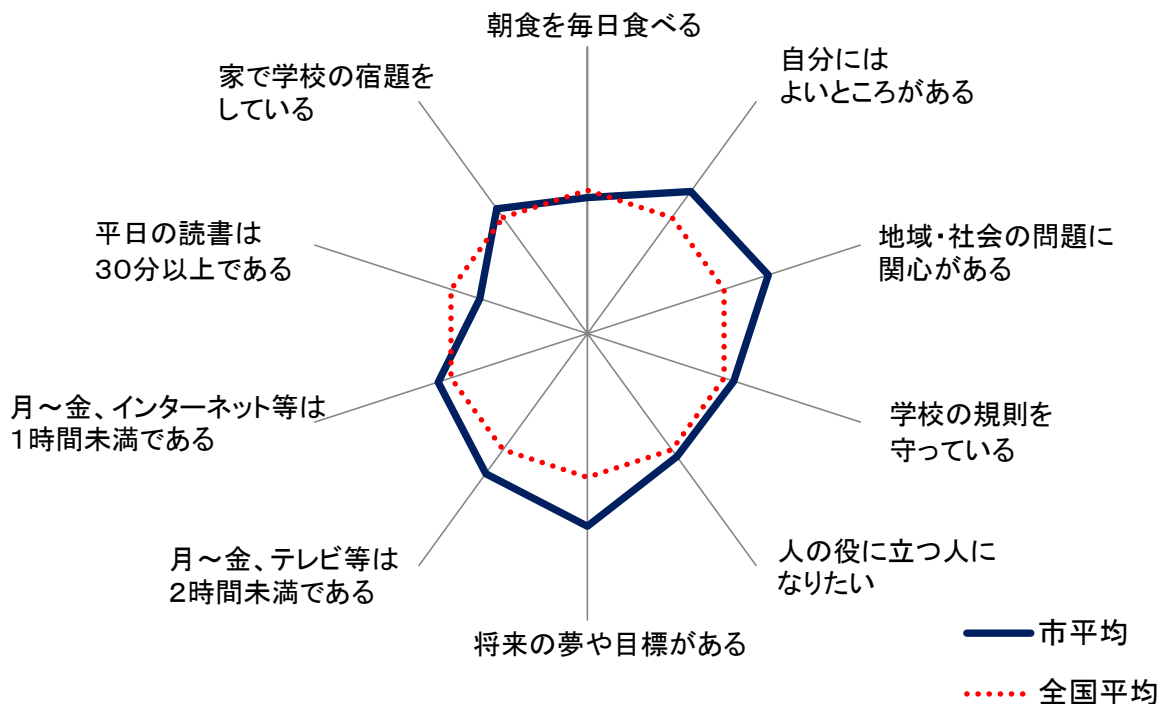 朝食を毎日食べる
自分には
よいところがある
地域・社会の問題に
関心がある
学校の規則を
守っている
人の役に立つ人に
なりたい
将来の夢や目標がある
月～金、テレビ等は
２時間未満である
月～金、インターネット等は
１時間未満である
平日の読書は
３０分以上である
家で学校の宿題を
している
市平均
全国平均